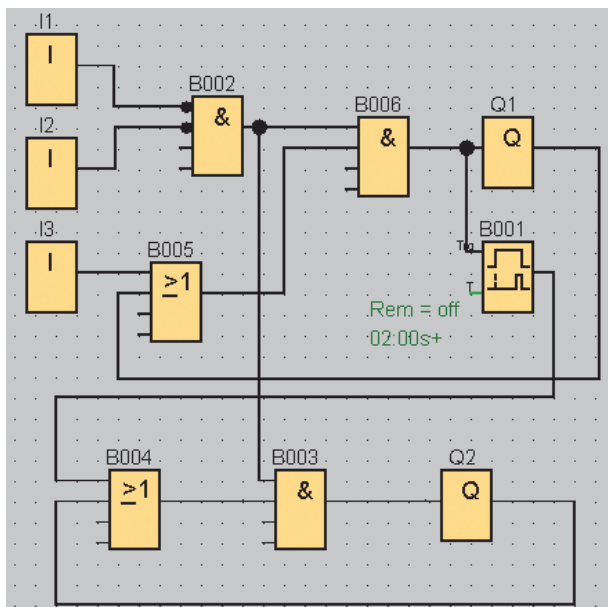 I1
I
B002
&
B006
&
Q1
Q
I2
I
I3
I
B005
≥1
B001
Trg
T
Rem = off
02:00s+
B004
≥1
B003
&
Q2
Q